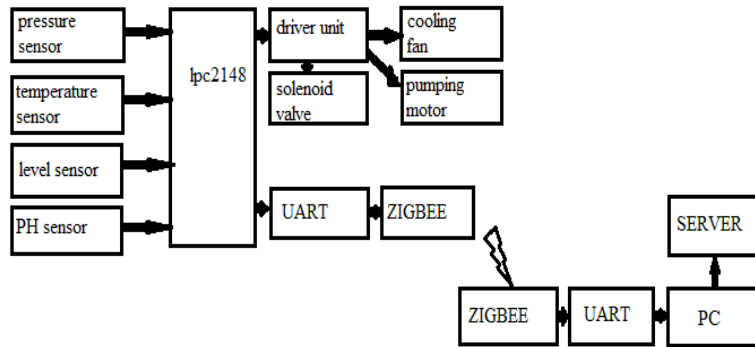 pressure
sensor
temperature
sensor
level sensor
PH sensor
lpc2148
driver unit
solenoid
valve
cooling
fan
pumping
motor
UART
ZIGBEE
ZIGBEE
UART
PC
SERVER